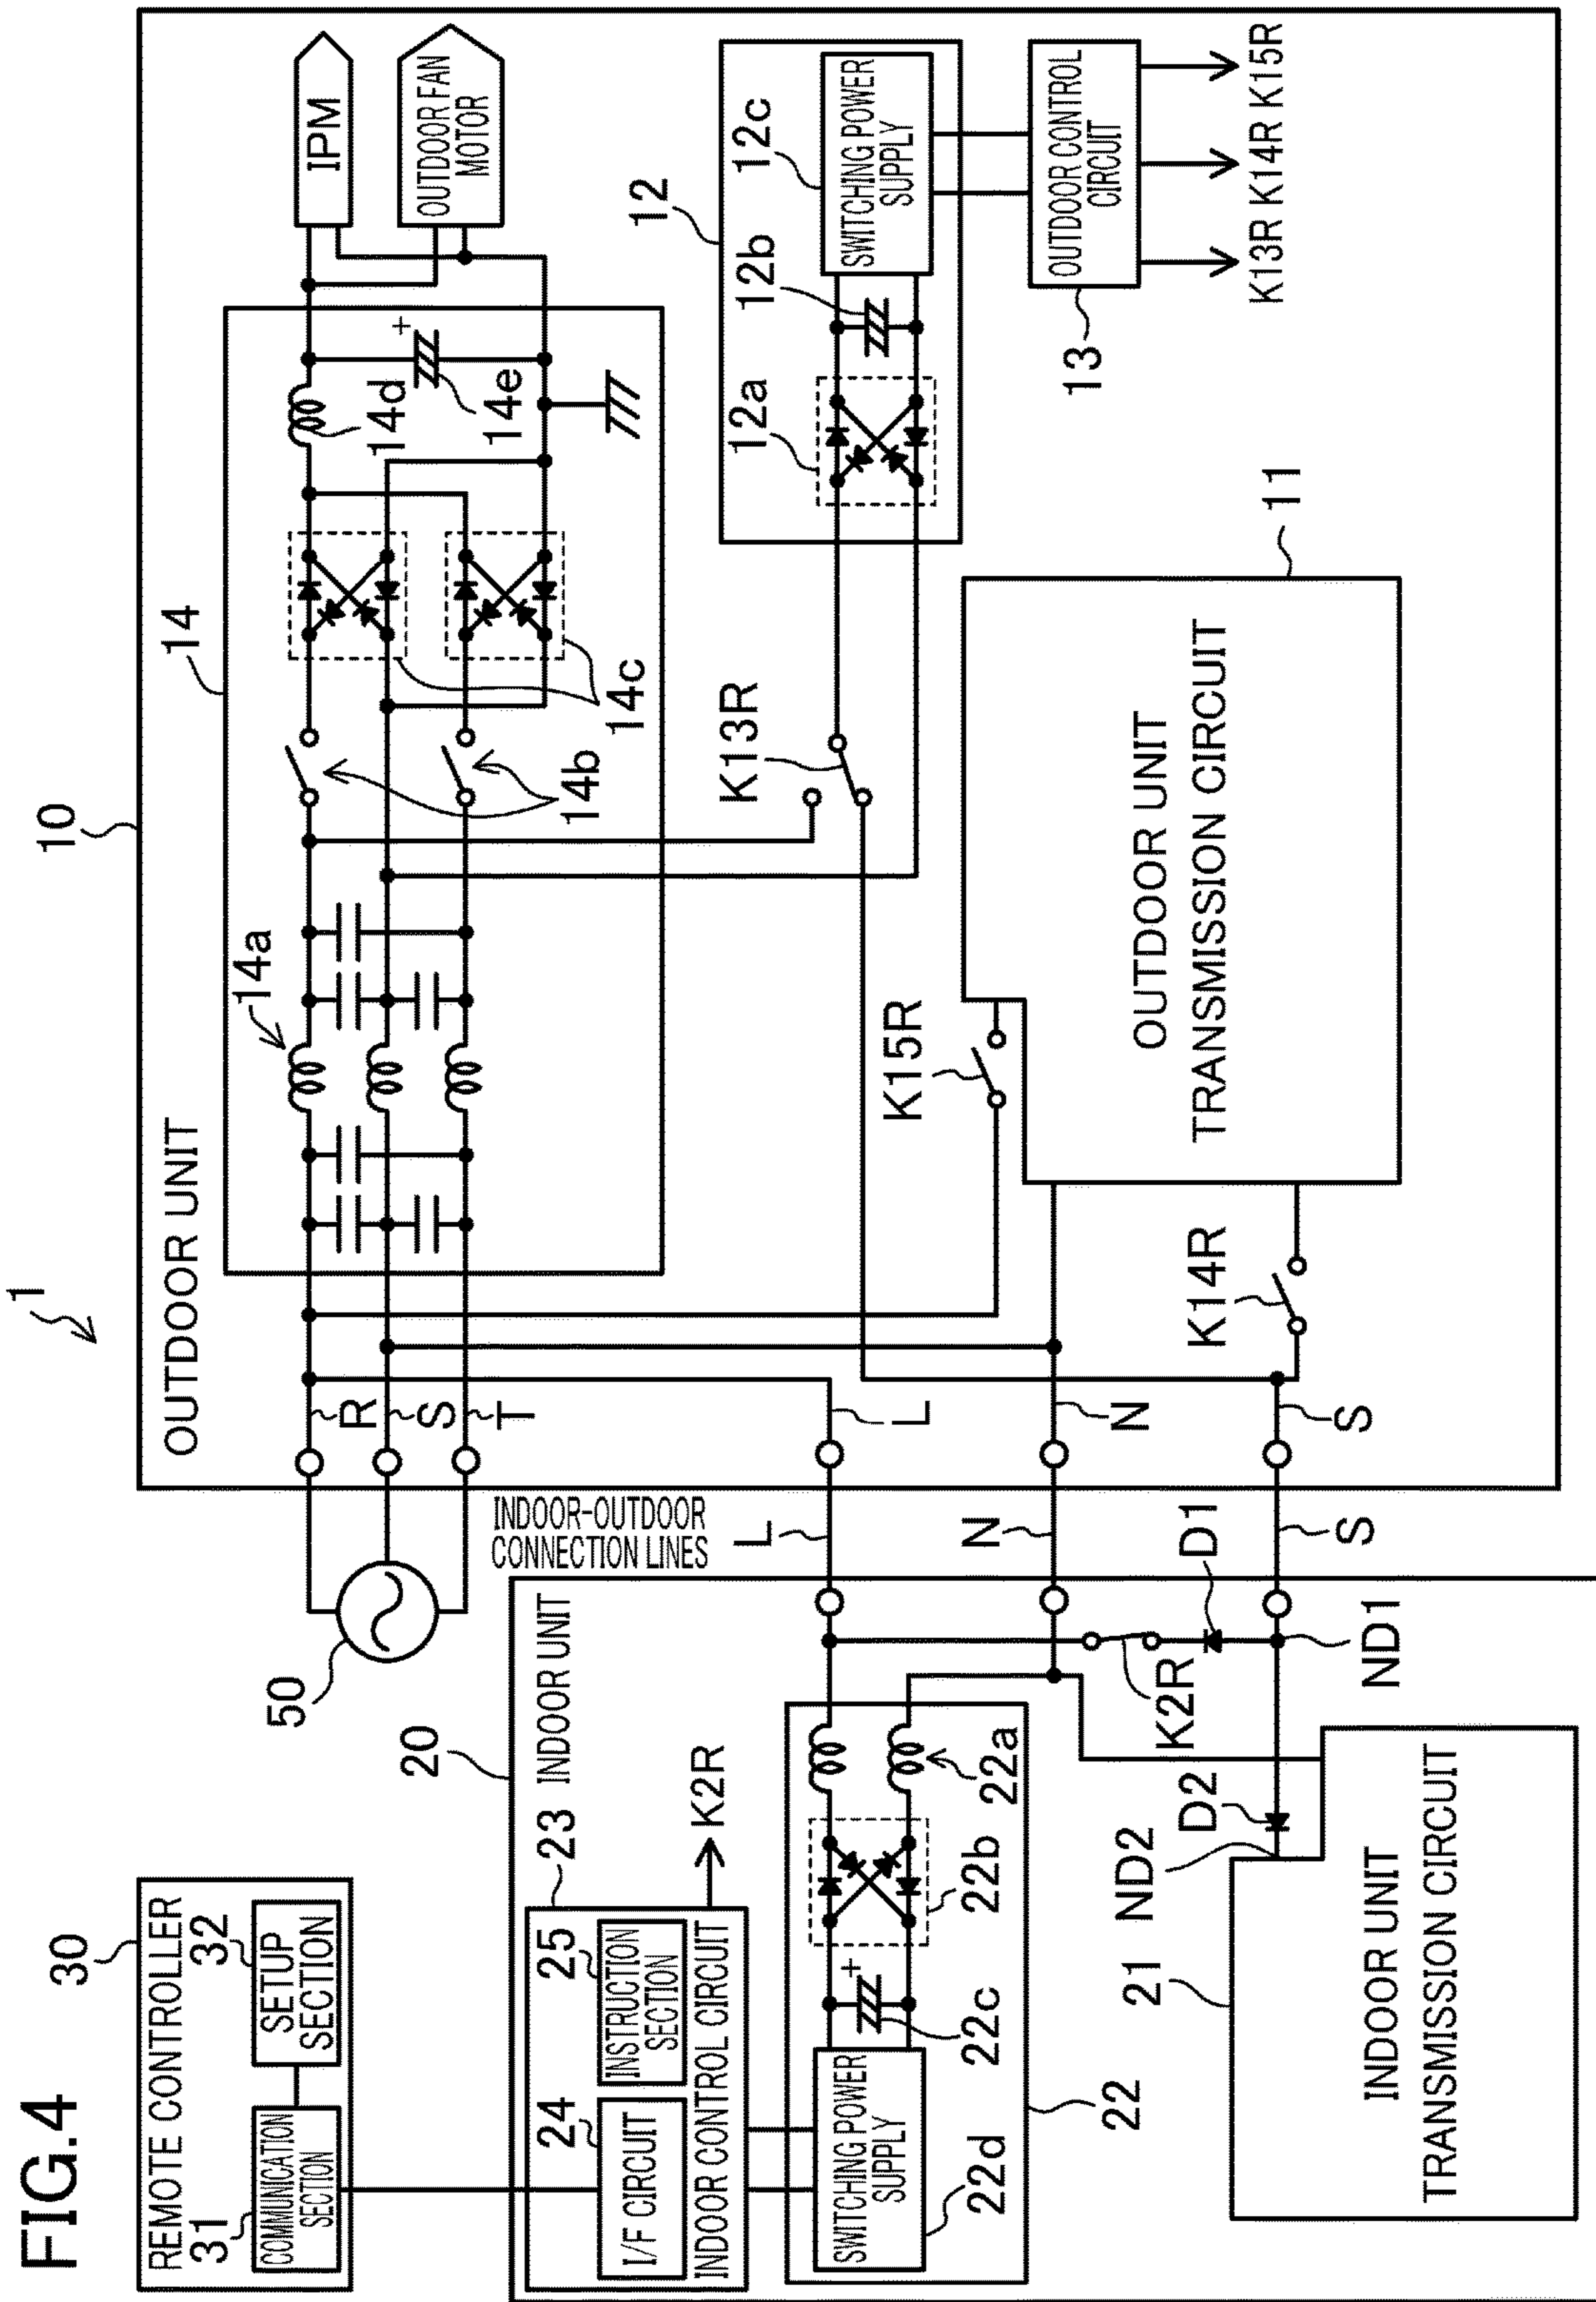 FIG.4
1
10
OUTDOOR UNIT
14
14a
14b
14c
14d
14e
+
IPM
OUTDOOR FAN
MOTOR
R
S
T
50
12
12a
12b
12c
SWITCHING POWER
SUPPLY
13
OUTDOOR CONTROL
CIRCUIT
K13R
K14R
K15R
K13R
K15R
K14R
11
OUTDOOR UNIT
TRANSMISSION CIRCUIT
L
N
S
INDOOR-OUTDOOR
CONNECTION LINES
L
N
S
30
REMOTE CONTROLLER
31
COMMUNICATION
SECTION
32
SETUP
SECTION
20
INDOOR UNIT
23
24
I/F CIRCUIT
25
INSTRUCTION
SECTION
INDOOR CONTROL CIRCUIT
K2R
22
22a
22b
22c
+
22d
SWITCHING POWER
SUPPLY
K2R
D1
ND1
D2
ND2
21
INDOOR UNIT
TRANSMISSION CIRCUIT